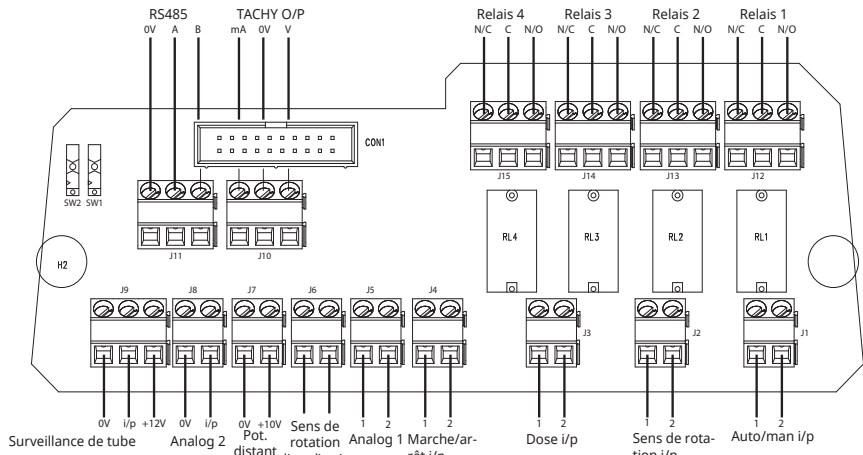 RS485 TACHY O/P Relais 4 Relais 3 Relais 2 Relais 1
0V A B mA 0V V N/C C N/O N/C C N/O N/C C N/O N/C C N/O
CON1
SW2 SW1
J15 J14 J13 J12
J11 J10
RL4 RL3 RL2 RL1
H2
J9 J8 J7 J6 J5 J4
J3 J2 J1
0V i/p +12V 0V i/p 0V +10V 1 2 1 2 1 2 1 2 1 2
Surveillance de tube
Analog 2
Pot.
distant
Sens de
rotation
Analog 1
Marche/ar-
rêt i/p
Dose i/p
Sens de rota-
tion i/p
Auto/man i/p